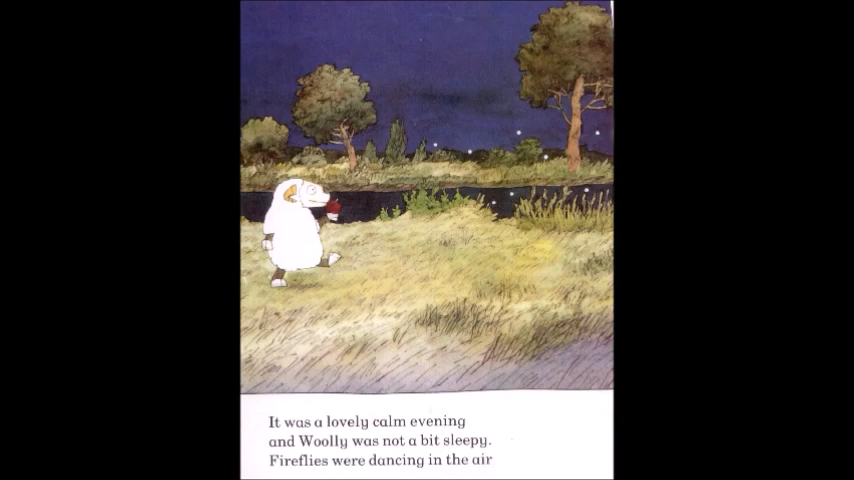 It was a lovely calm evening
and Woolly was not a bit sleepy.
Fireflies were dancing in the air